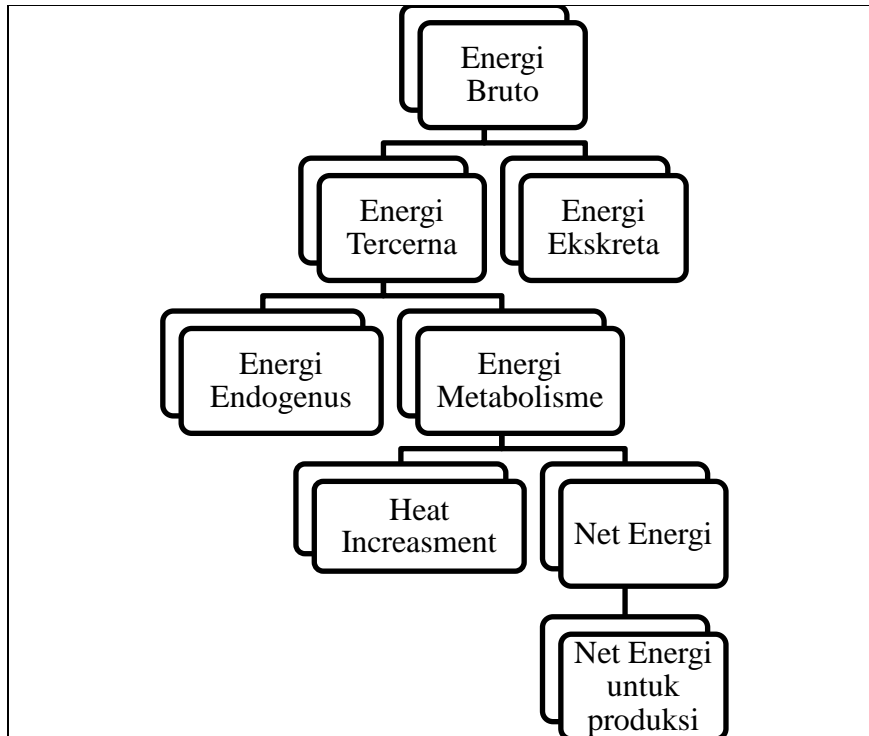 Energi
Bruto
Energi
Tercerna
Energi
Ekskreta
Energi
Endogenus
Energi
Metabolisme
Heat
Increasment
Net Energi
Net Energi
untuk
produksi